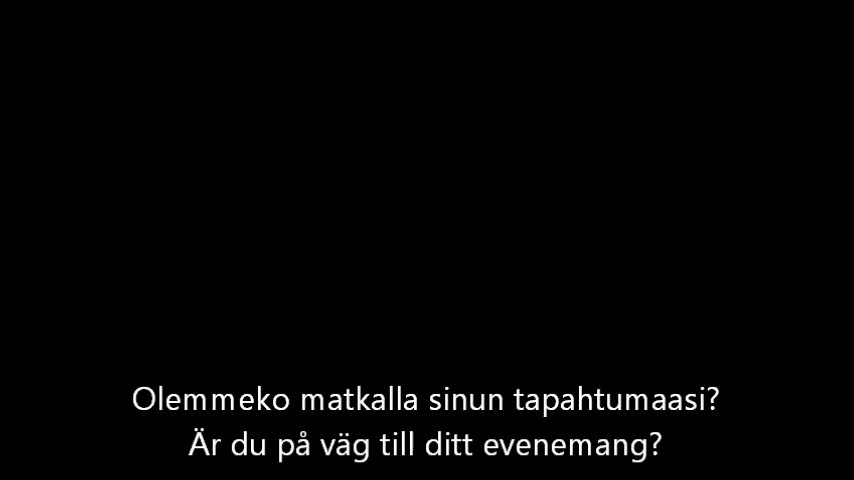 Olemmeko matkalla sinun tapahtumaasi?
Är du på väg till ditt evenemang?